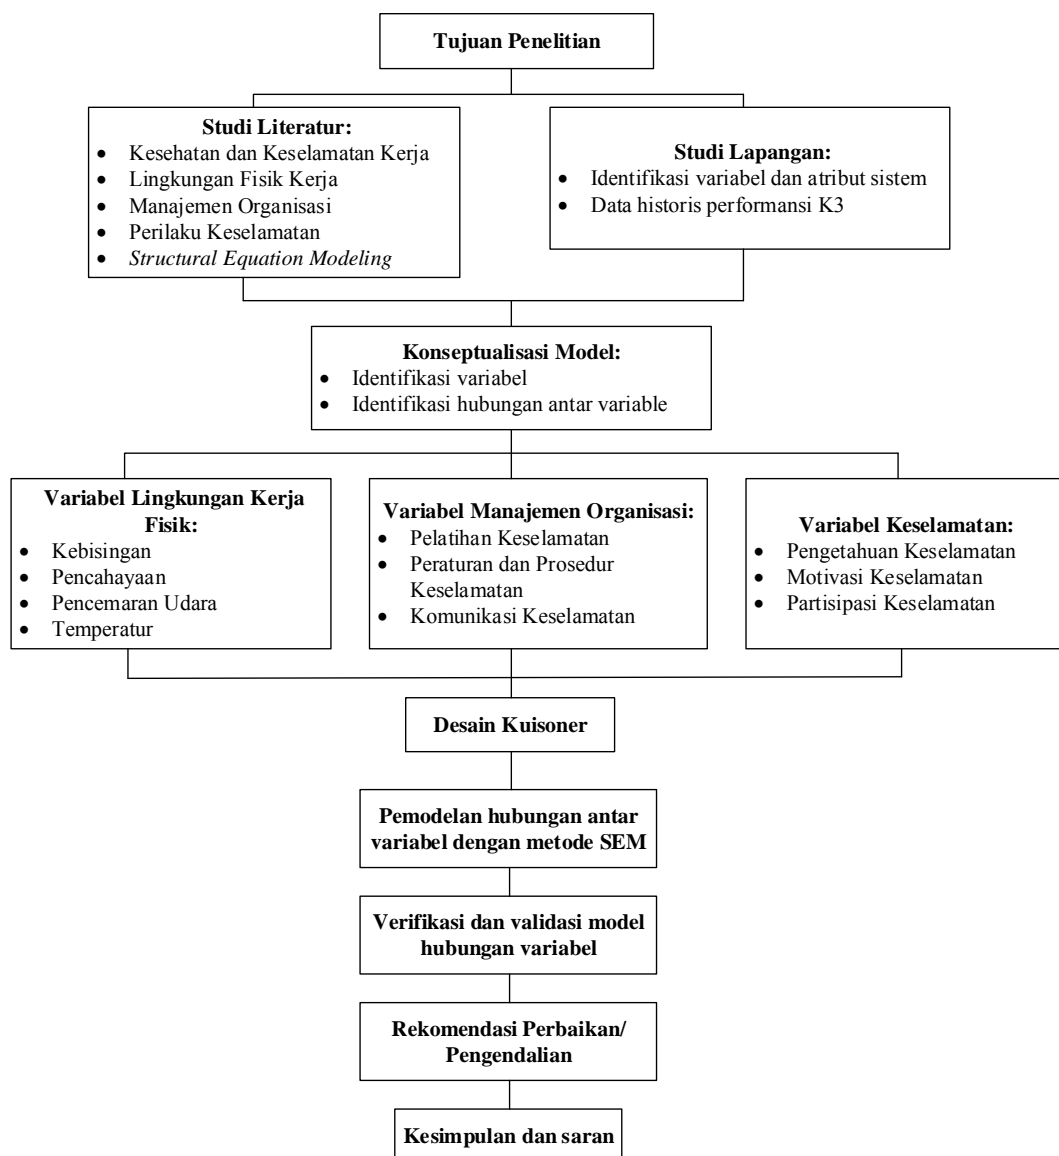 Tujuan Penelitian
Studi Literatur:
• Kesehatan dan Keselamatan Kerja
• Lingkungan Fisik Kerja
• Manajemen Organisasi
• Perilaku Keselamatan
• Structural Equation Modeling
Studi Lapangan:
• Identifikasi variabel dan atribut sistem
• Data historis performansi K3
Konseptualisasi Model:
• Identifikasi variabel
• Identifikasi hubungan antar variable
Variabel Lingkungan Kerja
Fisik:
• Kebisingan
• Pencahayaan
• Pencemaran Udara
• Temperatur
Variabel Manajemen Organisasi:
• Pelatihan Keselamatan
• Peraturan dan Prosedur
Keselamatan
• Komunikasi Keselamatan
Variabel Keselamatan:
• Pengetahuan Keselamatan
• Motivasi Keselamatan
• Partisipasi Keselamatan
Desain Kuisoner
Pemodelan hubungan antar
variabel dengan metode SEM
Verifikasi dan validasi model
hubungan variabel
Rekomendasi Perbaikan/
Pengendalian
Kesimpulan dan saran